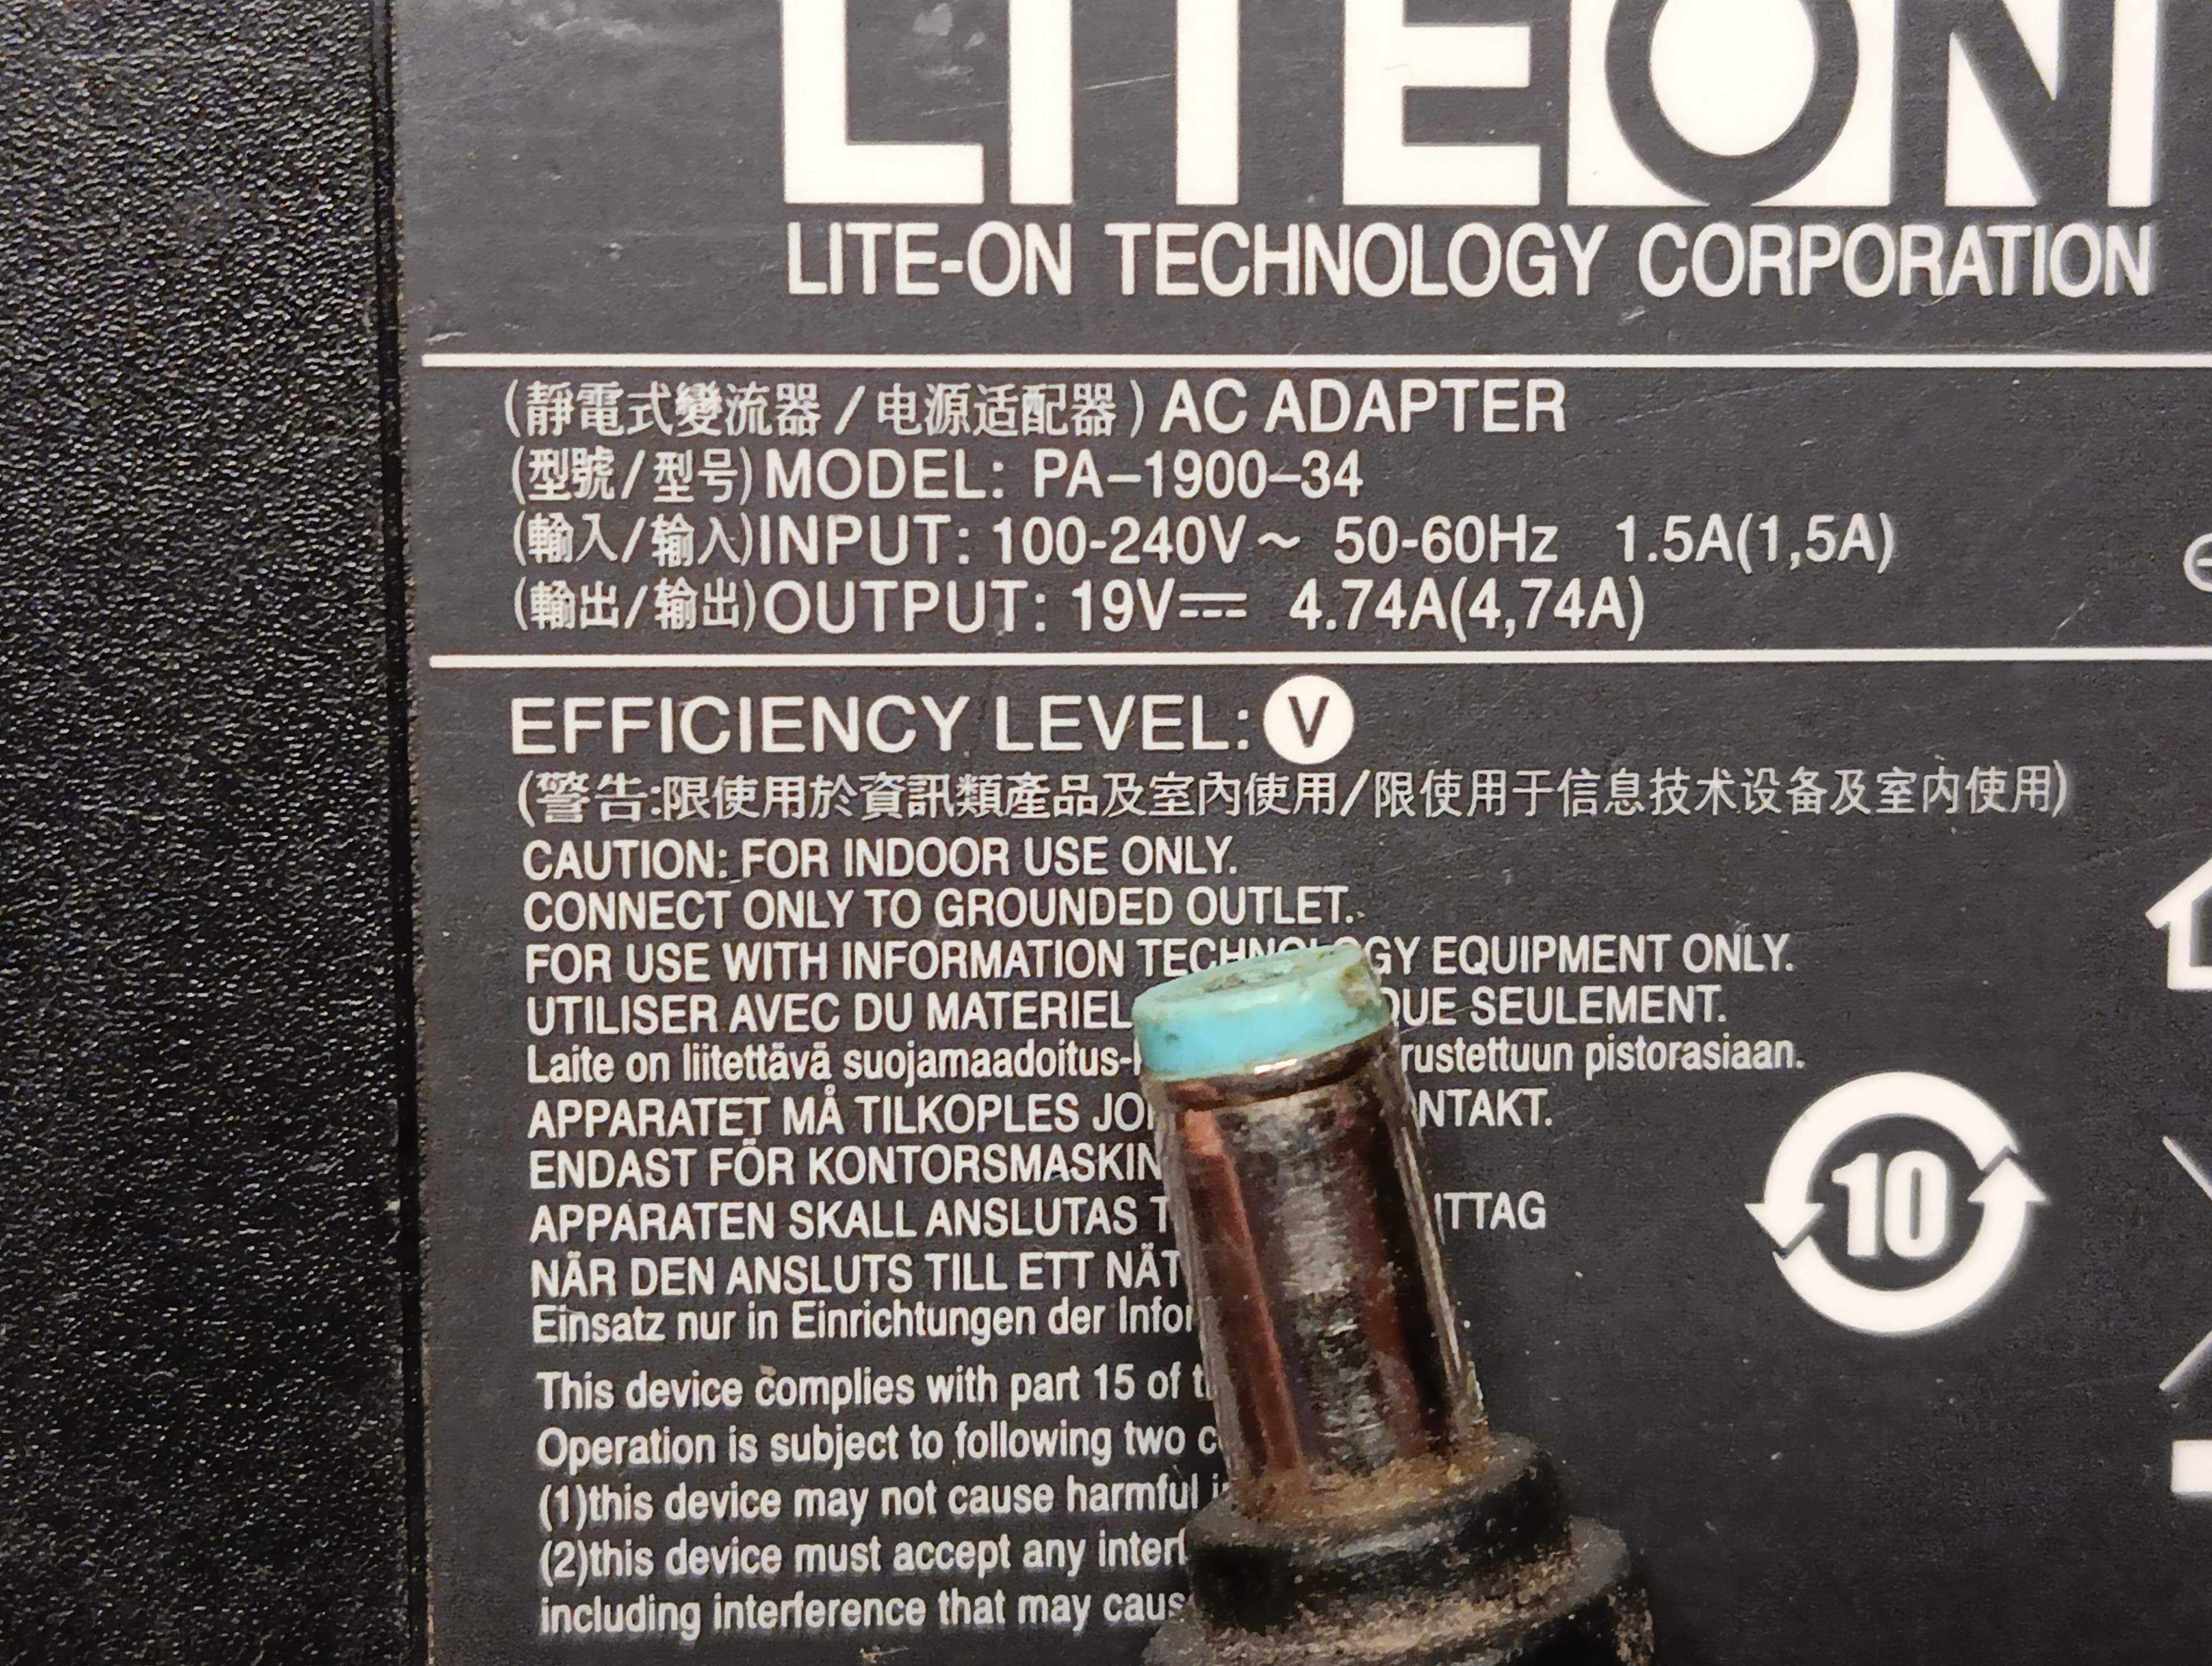 LITEON
LITE-ON TECHNOLOGY CORPORATION
(靜電式變流器/电源适配器) AC ADAPTER
(型號/型号) MODEL: PA-1900-34
(輸入/输入) INPUT: 100-240V~ 50-60Hz 1.5A(1,5A)
(輸出/输出) OUTPUT: 19V⎓ 4.74A(4,74A)
EFFICIENCY LEVEL: V
(警告:限使用於資訊類產品及室內使用/限使用于信息技术设备及室内使用)
CAUTION: FOR INDOOR USE ONLY.
CONNECT ONLY TO GROUNDED OUTLET.
FOR USE WITH INFORMATION TECHNOLOGY EQUIPMENT ONLY.
UTILISER AVEC DU MATERIEL SEULEMENT.
Laite on liitettävä pistorasiaan.
APPARATET MÅ TILKOPLES
ENDAST FÖR
APPARATEN SKALL ANSLUTAS
NÄR DEN ANSLUTS TILL ETT
Einsatz nur in Einrichtungen der
10
This device complies with part 15 of
Operation is subject to following two
(1)this device may not cause harmful
(2)this device must accept any
including interference that may